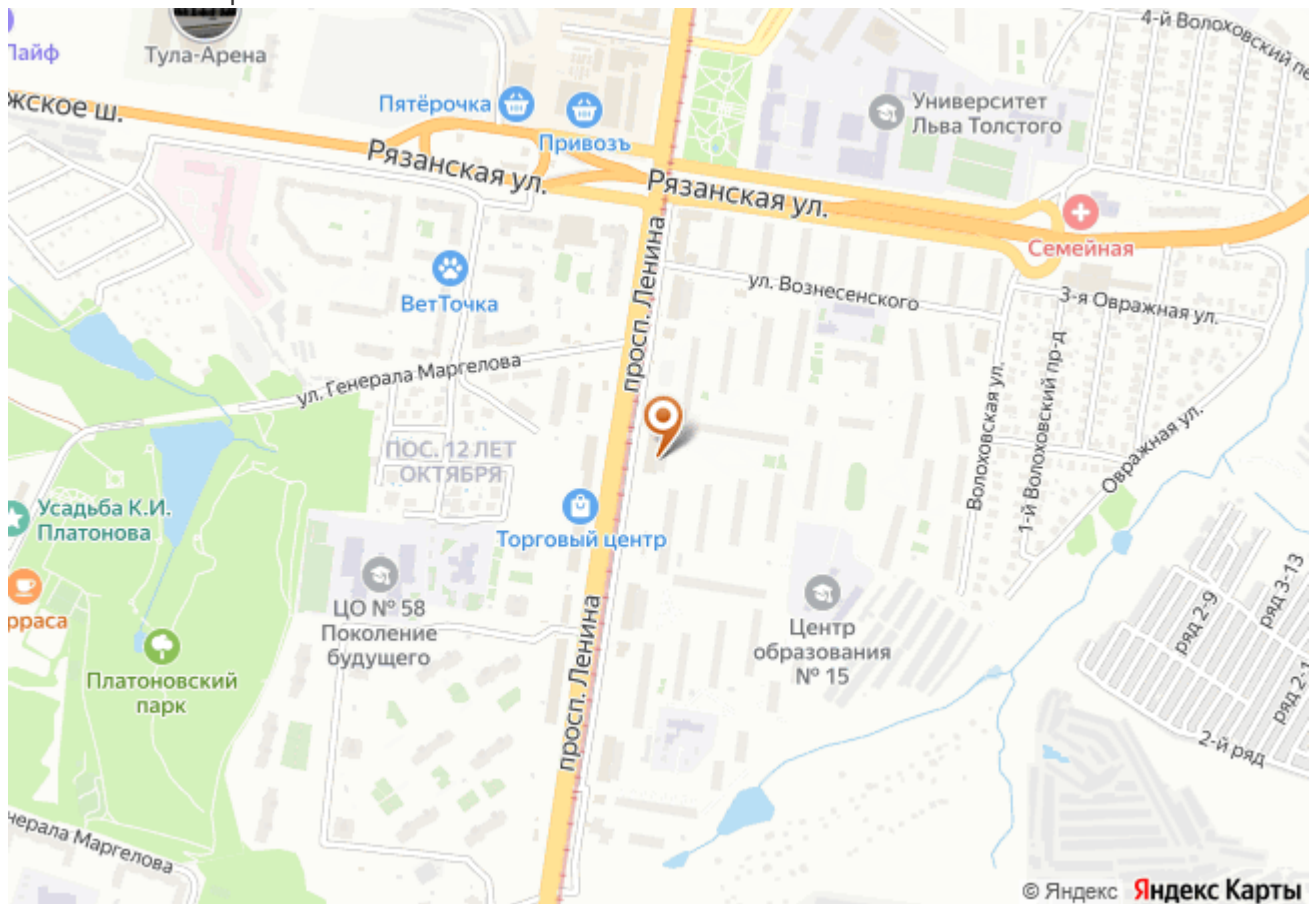 4-й Волоховский пе
Лайф
Тула-Арена
жское ш.
Пятёрочка
Привозъ
Университет
Льва Толстого
Рязанская ул.
Рязанская ул.
Семейная
ВетТочка
просп. Ленина
ул. Вознесенского
3-я Овражная ул.
ул. Генерала Маргелова
Волоховская ул.
1-й Волоховский пр-д
Овражная ул.
ПОС. 12 ЛЕТ
ОКТЯБРЯ
Усадьба К.И.
Платонова
Торговый центр
ЦО № 58
Поколение
будущего
рраса
Центр
образования
№ 15
ряд 2-9
ряд 3-13
ряд 2-1
2-й ряд
Платоновский
парк
просп. Ленина
нерала Маргелова
© Яндекс Яндекс Карты